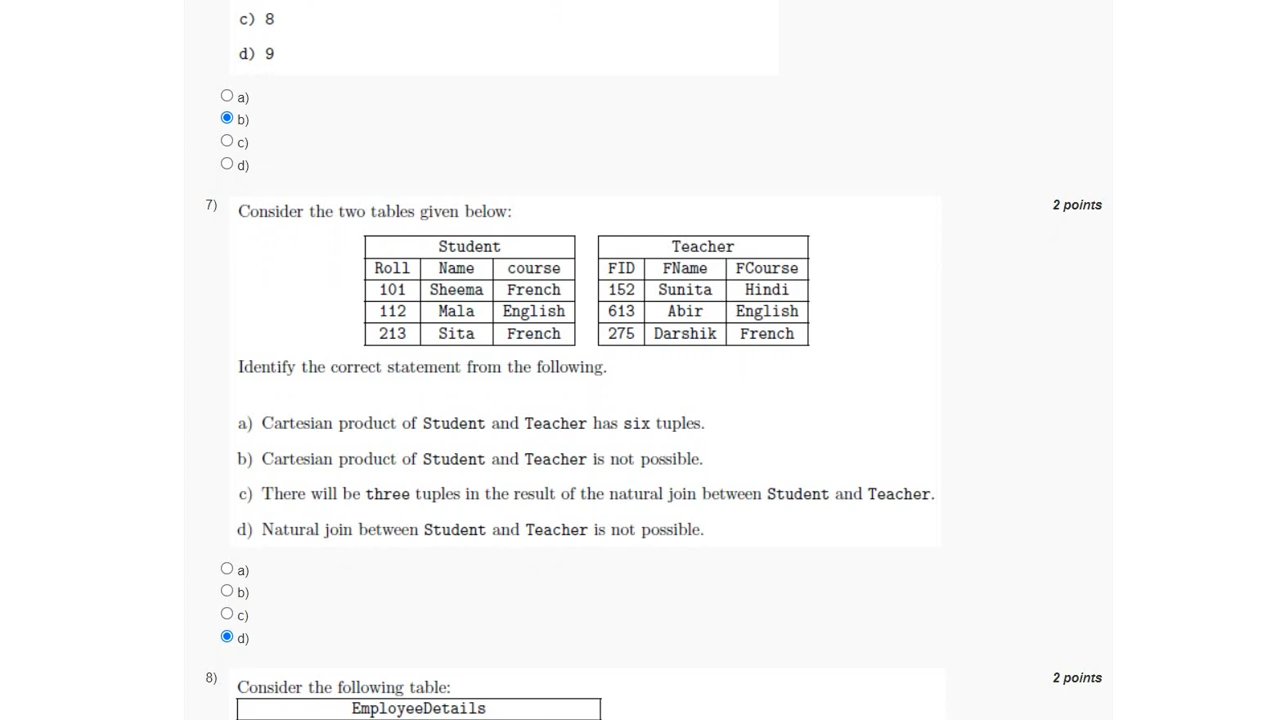 c) 8
d) 9
a)
b)
c)
d)
7) Consider the two tables given below: 2 points
Student Teacher
Roll Name course FID FName FCourse
101 Sheema French 152 Sunita Hindi
112 Mala English 613 Abir English
213 Sita French 275 Darshik French
Identify the correct statement from the following.
a) Cartesian product of Student and Teacher has six tuples.
b) Cartesian product of Student and Teacher is not possible.
c) There will be three tuples in the result of the natural join between Student and Teacher.
d) Natural join between Student and Teacher is not possible.
a)
b)
c)
d)
8) Consider the following table: 2 points
EmployeeDetails